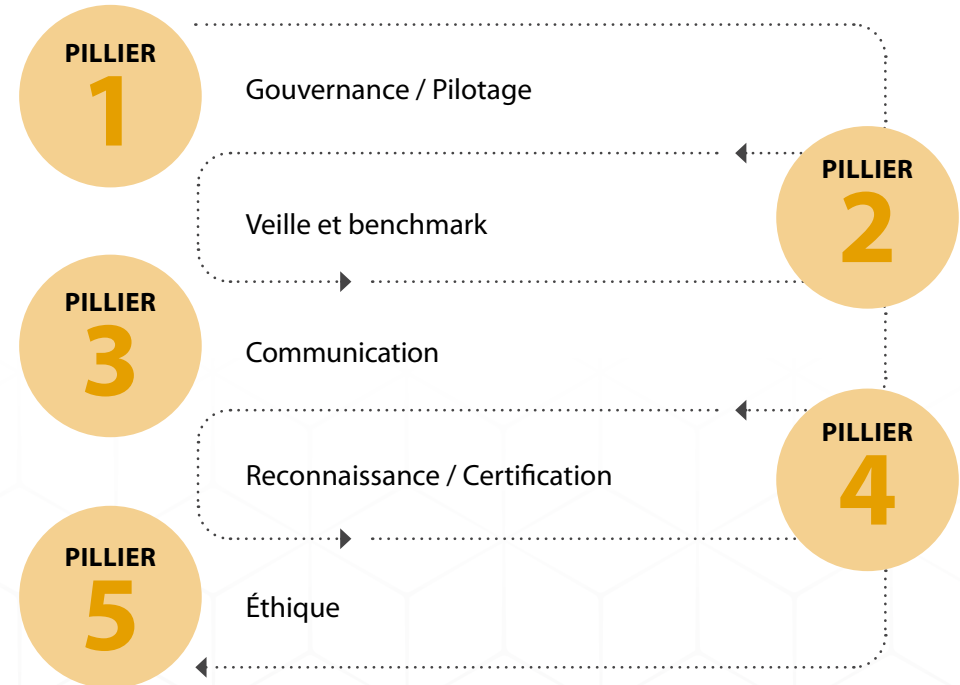 PILLIER
1
Gouvernance / Pilotage
PILLIER
2
Veille et benchmark
PILLIER
3
Communication
PILLIER
4
Reconnaissance / Certification
PILLIER
5
Éthique